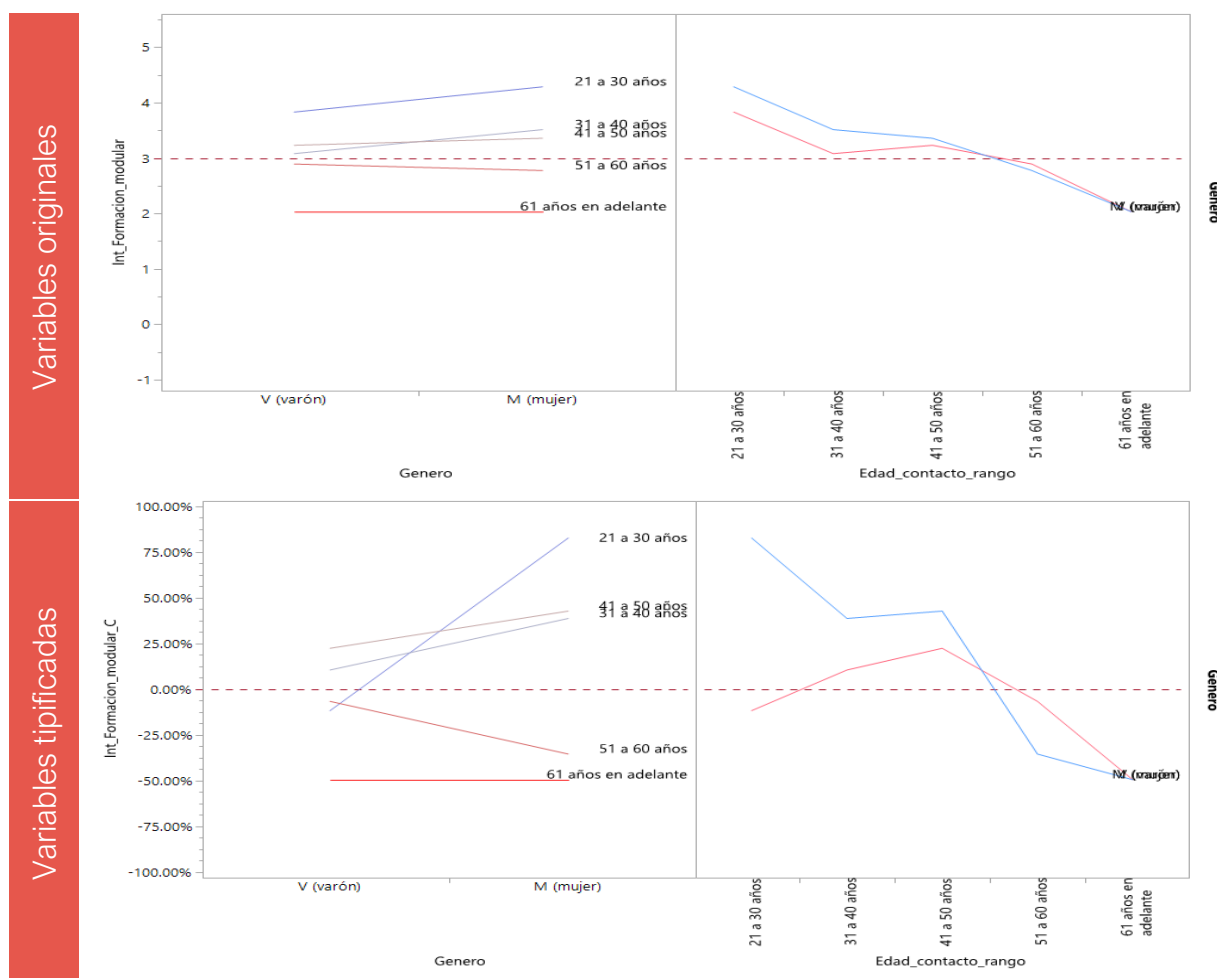 Variables originales
Int_Formacion_modular
5
4
3
2
1
0
-1
21 a 30 años
31 a 40 años
41 a 50 años
51 a 60 años
61 años en adelante
V (varón)
M (mujer)
Genero
M (mujer)
V (varón)
Genero
21 a 30 años
31 a 40 años
41 a 50 años
51 a 60 años
61 años en
adelante
Edad_contacto_rango
Variables tipificadas
Int_Formacion_modular_C
100.00%
75.00%
50.00%
25.00%
0.00%
-25.00%
-50.00%
-75.00%
-100.00%
21 a 30 años
41 a 50 años
31 a 40 años
51 a 60 años
61 años en adelante
V (varón)
M (mujer)
Genero
M (mujer)
V (varón)
Genero
21 a 30 años
31 a 40 años
41 a 50 años
51 a 60 años
61 años en
adelante
Edad_contacto_rango